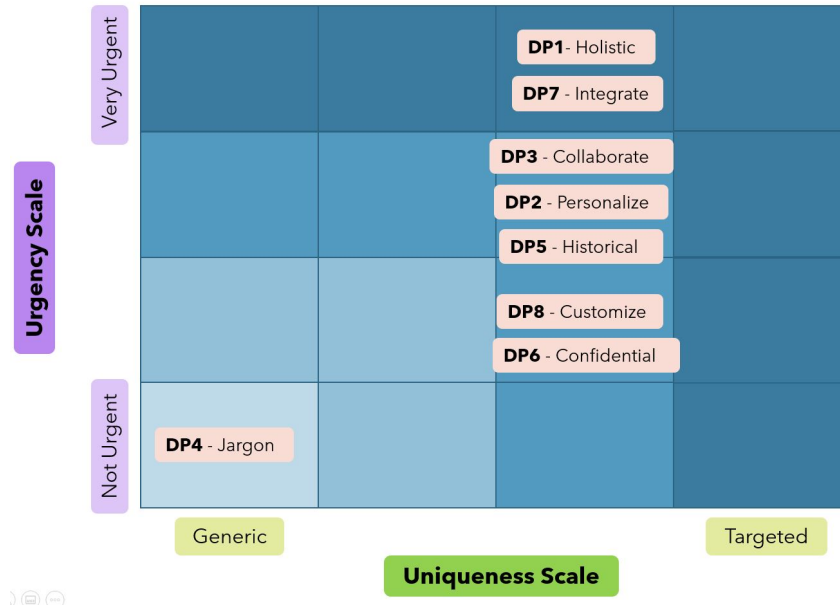 Very Urgent
Urgency Scale
Not Urgent
DP1- Holistic
DP7 - Integrate
DP3 - Collaborate
DP2 - Personalize
DP5 - Historical
DP8 - Customize
DP6 - Confidential
DP4 - Jargon
Generic
Targeted
Uniqueness Scale